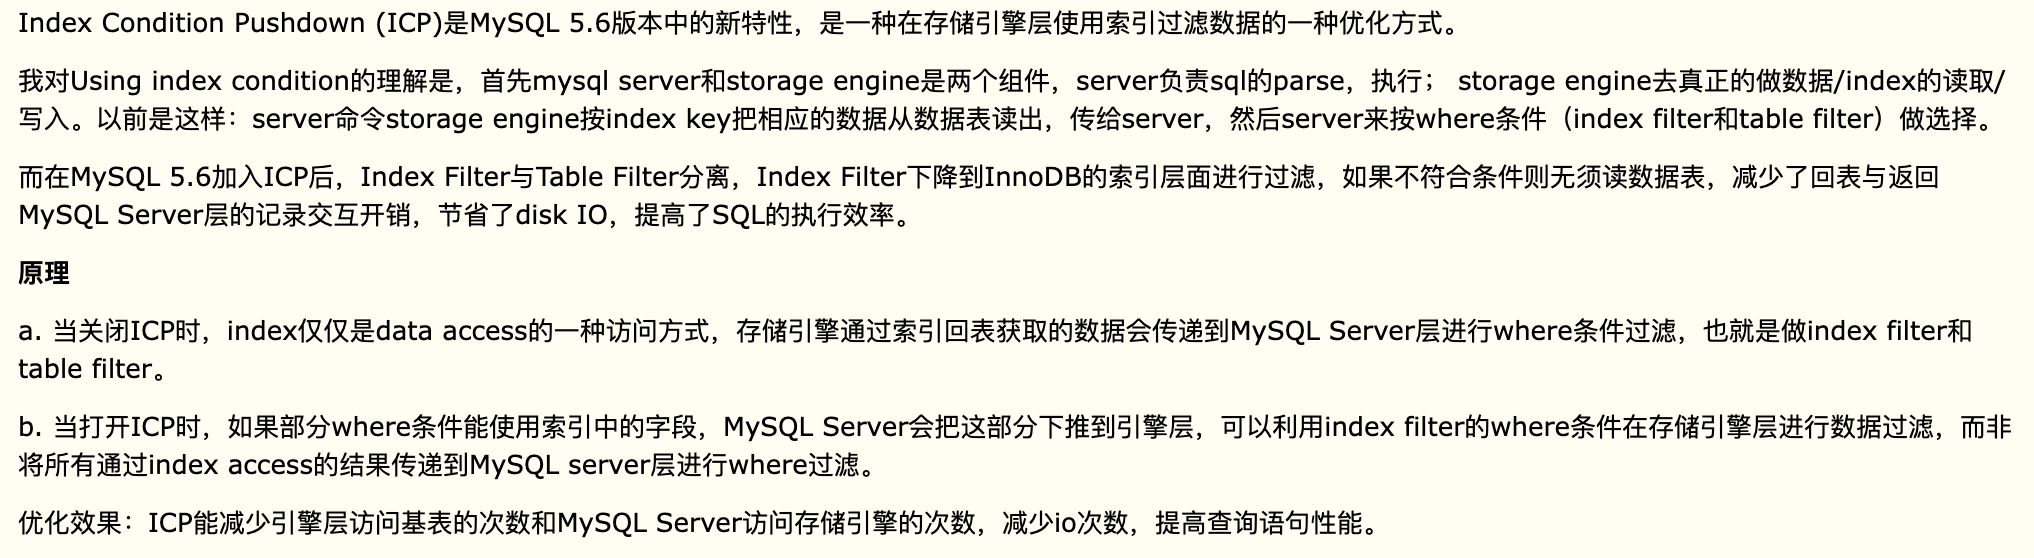 Index Condition Pushdown (ICP)是MySQL 5.6版本中的新特性，是一种在存储引擎层使用索引过滤数据的一种优化方式。
我对Using index condition的理解是，首先mysql server和storage engine是两个组件，server负责sql的parse，执行； storage engine去真正的做数据/index的读取/
写入。以前是这样：server命令storage engine按index key把相应的数据从数据表读出，传给server，然后server来按where条件（index filter和table filter）做选择。
而在MySQL 5.6加入ICP后，Index Filter与Table Filter分离，Index Filter下降到InnoDB的索引层面进行过滤，如果不符合条件则无须读数据表，减少了回表与返回
MySQL Server层的记录交互开销，节省了disk IO，提高了SQL的执行效率。
原理
a. 当关闭ICP时，index仅仅是data access的一种访问方式，存储引擎通过索引回表获取的数据会传递到MySQL Server层进行where条件过滤，也就是做index filter和
table filter。
b. 当打开ICP时，如果部分where条件能使用索引中的字段，MySQL Server会把这部分下推到引擎层，可以利用index filter的where条件在存储引擎层进行数据过滤，而非
将所有通过index access的结果传递到MySQL server层进行where过滤。
优化效果：ICP能减少引擎层访问基表的次数和MySQL Server访问存储引擎的次数，减少io次数，提高查询语句性能。